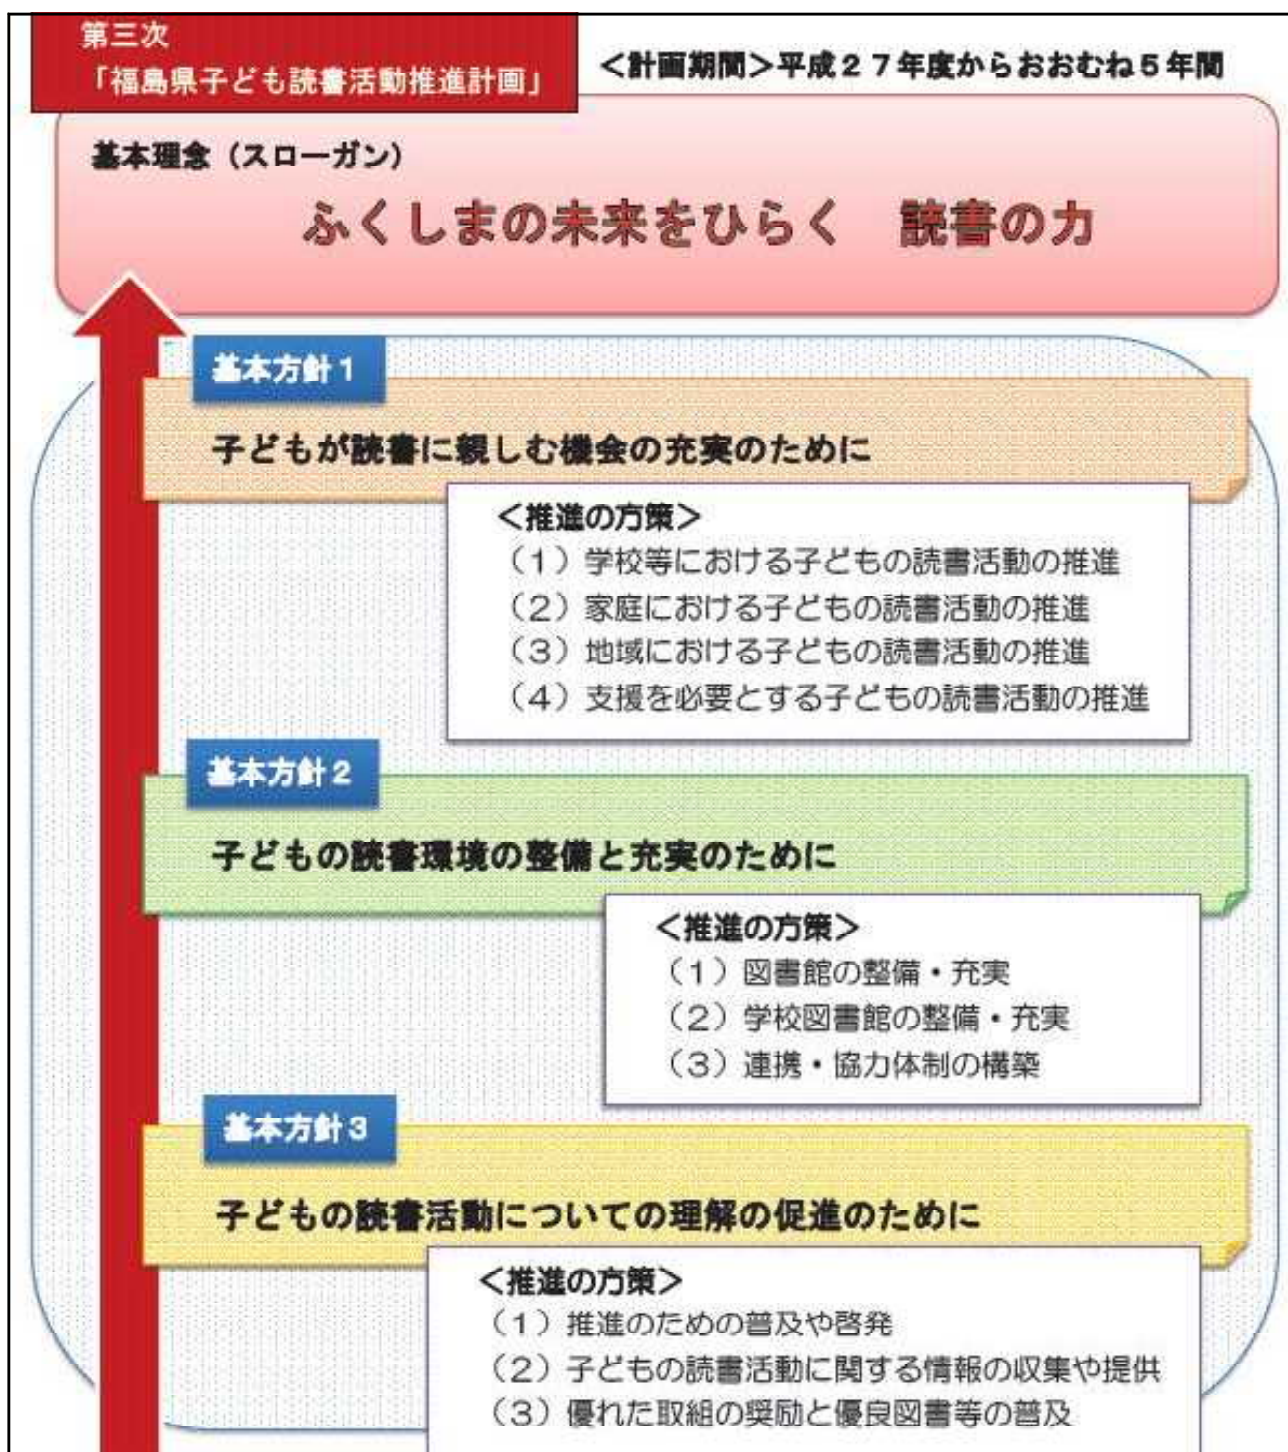 第三次
「福島県子ども読書活動推進計画」
＜計画期間＞平成２７年度からおおむね５年間
基本理念（スローガン）
ふくしまの未来をひらく　読書の力
基本方針１
子どもが読書に親しむ機会の充実のために
＜推進の方策＞
（１）学校等における子どもの読書活動の推進
（２）家庭における子どもの読書活動の推進
（３）地域における子どもの読書活動の推進
（４）支援を必要とする子どもの読書活動の推進
基本方針２
子どもの読書環境の整備と充実のために
＜推進の方策＞
（１）図書館の整備・充実
（２）学校図書館の整備・充実
（３）連携・協力体制の構築
基本方針３
子どもの読書活動についての理解の促進のために
＜推進の方策＞
（１）推進のための普及や啓発
（２）子どもの読書活動に関する情報の収集や提供
（３）優れた取組の奨励と優良図書等の普及